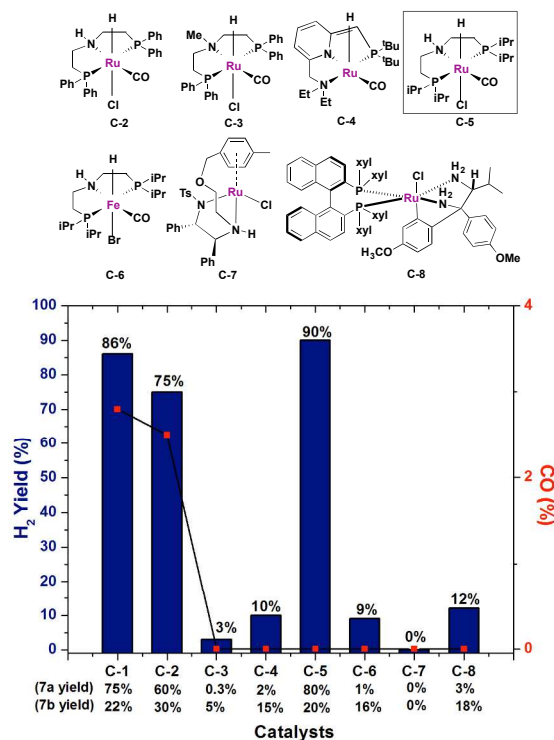 H
N
Ru
P
Ph
Ph
P
Ph
Ph
CO
Cl
C-2
Me
H
N
Ru
P
Ph
Ph
P
Ph
Ph
CO
Cl
C-3
H
N
P
tBu
tBu
Ru
CO
N
Et
Et
C-4
H
H
N
Ru
P
iPr
iPr
P
iPr
iPr
CO
Cl
C-5
H
H
N
Fe
P
iPr
iPr
P
iPr
iPr
CO
Br
C-6
O
Ts
N
Ru
Cl
N
H
Ph
Ph
C-7
xyl
xyl
P
P
xyl
xyl
Cl
Ru
N
H2
H
NH2
H3CO
OMe
C-8
H2 Yield (%)
100
90
80
70
60
50
40
30
20
10
0
86%
75%
3%
10%
90%
9%
0%
12%
4
2
0
CO (%)
C-1 C-2 C-3 C-4 C-5 C-6 C-7 C-8
(7a yield) 75% 60% 0.3% 2% 80% 1% 0% 3%
(7b yield) 22% 30% 5% 15% 20% 16% 0% 18%
Catalysts